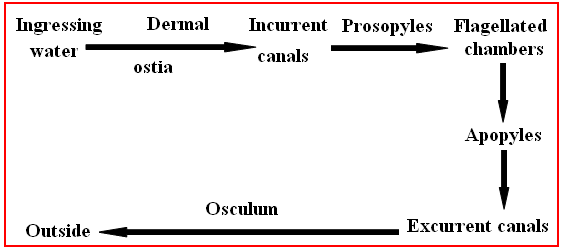 Ingressing water
Dermal ostia
Incurrent canals
Prosopyles
Flagellated chambers
Apopyles
Excurrent canals
Osculum
Outside